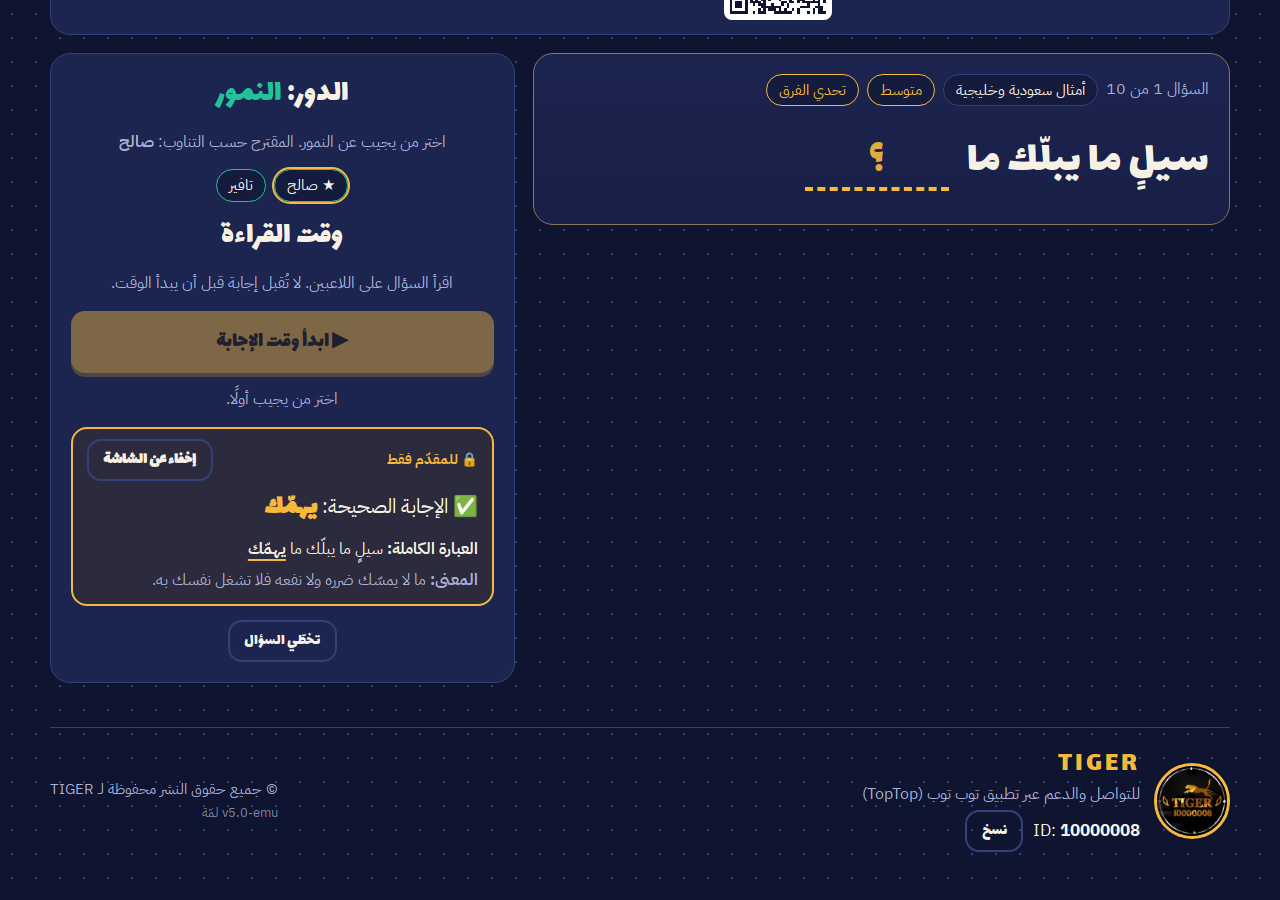 السؤال 1 من 10
أمثال سعودية وخليجية
متوسط
تحدي الفرق
سيلٍ ما يبلّك ما ؟
الدور: النمور
اختر من يجيب عن النمور. المقترح حسب التناوب: صالح
★ صالح
تافير
وقت القراءة
اقرأ السؤال على اللاعبين. لا تُقبل إجابة قبل أن يبدأ الوقت.
▶ ابدأ وقت الإجابة
اختر من يجيب أولًا.
🔒 للمقدّم فقط
إخفاء عن الشاشة
✅ الإجابة الصحيحة: يهمّك
العبارة الكاملة: سيلٍ ما يبلّك ما يهمّك
المعنى: ما لا يمسّك ضرره ولا نفعه فلا تشغل نفسك به.
تخطّي السؤال
TIGER
10000008
TIGER
للتواصل والدعم عبر تطبيق توب توب (TopTop)
ID: 10000008
نسخ
© جميع حقوق النشر محفوظة لـ TIGER
لمّة v5.0-emu